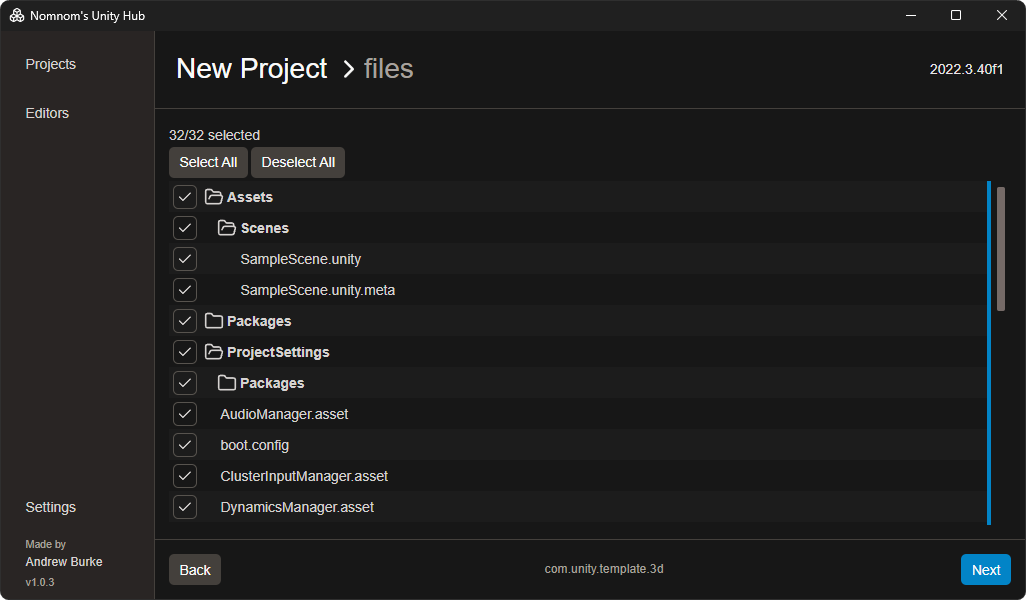 Nomnom's Unity Hub
Projects
Editors
Settings
Made by
Andrew Burke
v1.0.3
New Project > files
2022.3.40f1
32/32 selected
Select All Deselect All
Assets
Scenes
SampleScene.unity
SampleScene.unity.meta
Packages
ProjectSettings
Packages
AudioManager.asset
boot.config
ClusterInputManager.asset
DynamicsManager.asset
Back
com.unity.template.3d
Next